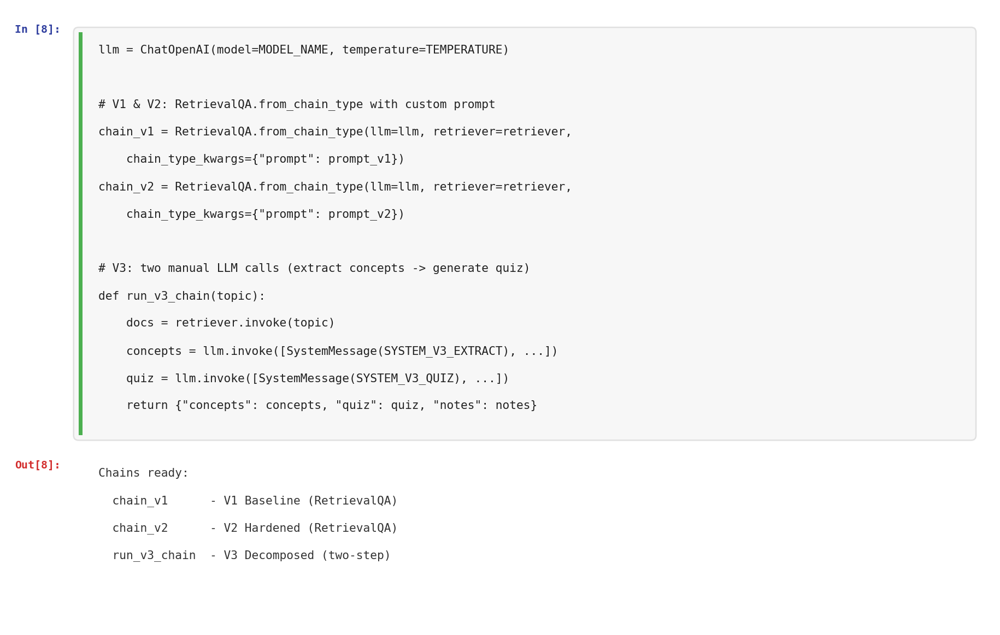 In [8]:
llm = ChatOpenAI(model=MODEL_NAME, temperature=TEMPERATURE)
# V1 & V2: RetrievalQA.from_chain_type with custom prompt
chain_v1 = RetrievalQA.from_chain_type(llm=llm, retriever=retriever,
    chain_type_kwargs={"prompt": prompt_v1})
chain_v2 = RetrievalQA.from_chain_type(llm=llm, retriever=retriever,
    chain_type_kwargs={"prompt": prompt_v2})
# V3: two manual LLM calls (extract concepts -> generate quiz)
def run_v3_chain(topic):
    docs = retriever.invoke(topic)
    concepts = llm.invoke([SystemMessage(SYSTEM_V3_EXTRACT), ...])
    quiz = llm.invoke([SystemMessage(SYSTEM_V3_QUIZ), ...])
    return {"concepts": concepts, "quiz": quiz, "notes": notes}
Out[8]:
Chains ready:
  chain_v1      - V1 Baseline (RetrievalQA)
  chain_v2      - V2 Hardened (RetrievalQA)
  run_v3_chain  - V3 Decomposed (two-step)